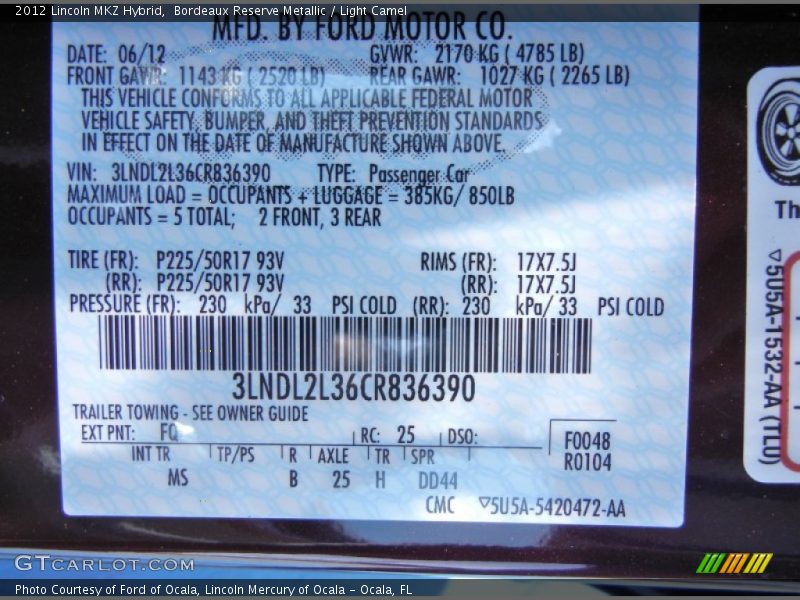 2012 Lincoln MKZ Hybrid, Bordeaux Reserve Metallic / Light Camel
MFD. BY FORD MOTOR CO.
DATE: 06/12 GVWR: 2170 KG ( 4785 LB)
FRONT GAWR: 1143 KG ( 2520 LB) REAR GAWR: 1027 KG ( 2265 LB)
THIS VEHICLE CONFORMS TO ALL APPLICABLE FEDERAL MOTOR
VEHICLE SAFETY, BUMPER, AND THEFT PREVENTION STANDARDS
IN EFFECT ON THE DATE OF MANUFACTURE SHOWN ABOVE.
VIN: 3LNDL2L36CR836390 TYPE: Passenger Car
MAXIMUM LOAD = OCCUPANTS + LUGGAGE = 385KG/ 850LB
OCCUPANTS = 5 TOTAL; 2 FRONT, 3 REAR
TIRE (FR): P225/50R17 93V RIMS (FR): 17X7.5J
(RR): P225/50R17 93V (RR): 17X7.5J
PRESSURE (FR): 230 kPa/ 33 PSI COLD (RR): 230 kPa/ 33 PSI COLD
3LNDL2L36CR836390
TRAILER TOWING - SEE OWNER GUIDE
EXT PNT: FQ RC: 25 DSO: F0048
INT TR TP/PS R AXLE TR SPR R0104
MS B 25 H DD44
CMC ▽5U5A-5420472-AA
Th
▽5U5A-1532-AA (TLU)
GTCARLOT.COM
Photo Courtesy of Ford of Ocala, Lincoln Mercury of Ocala - Ocala, FL